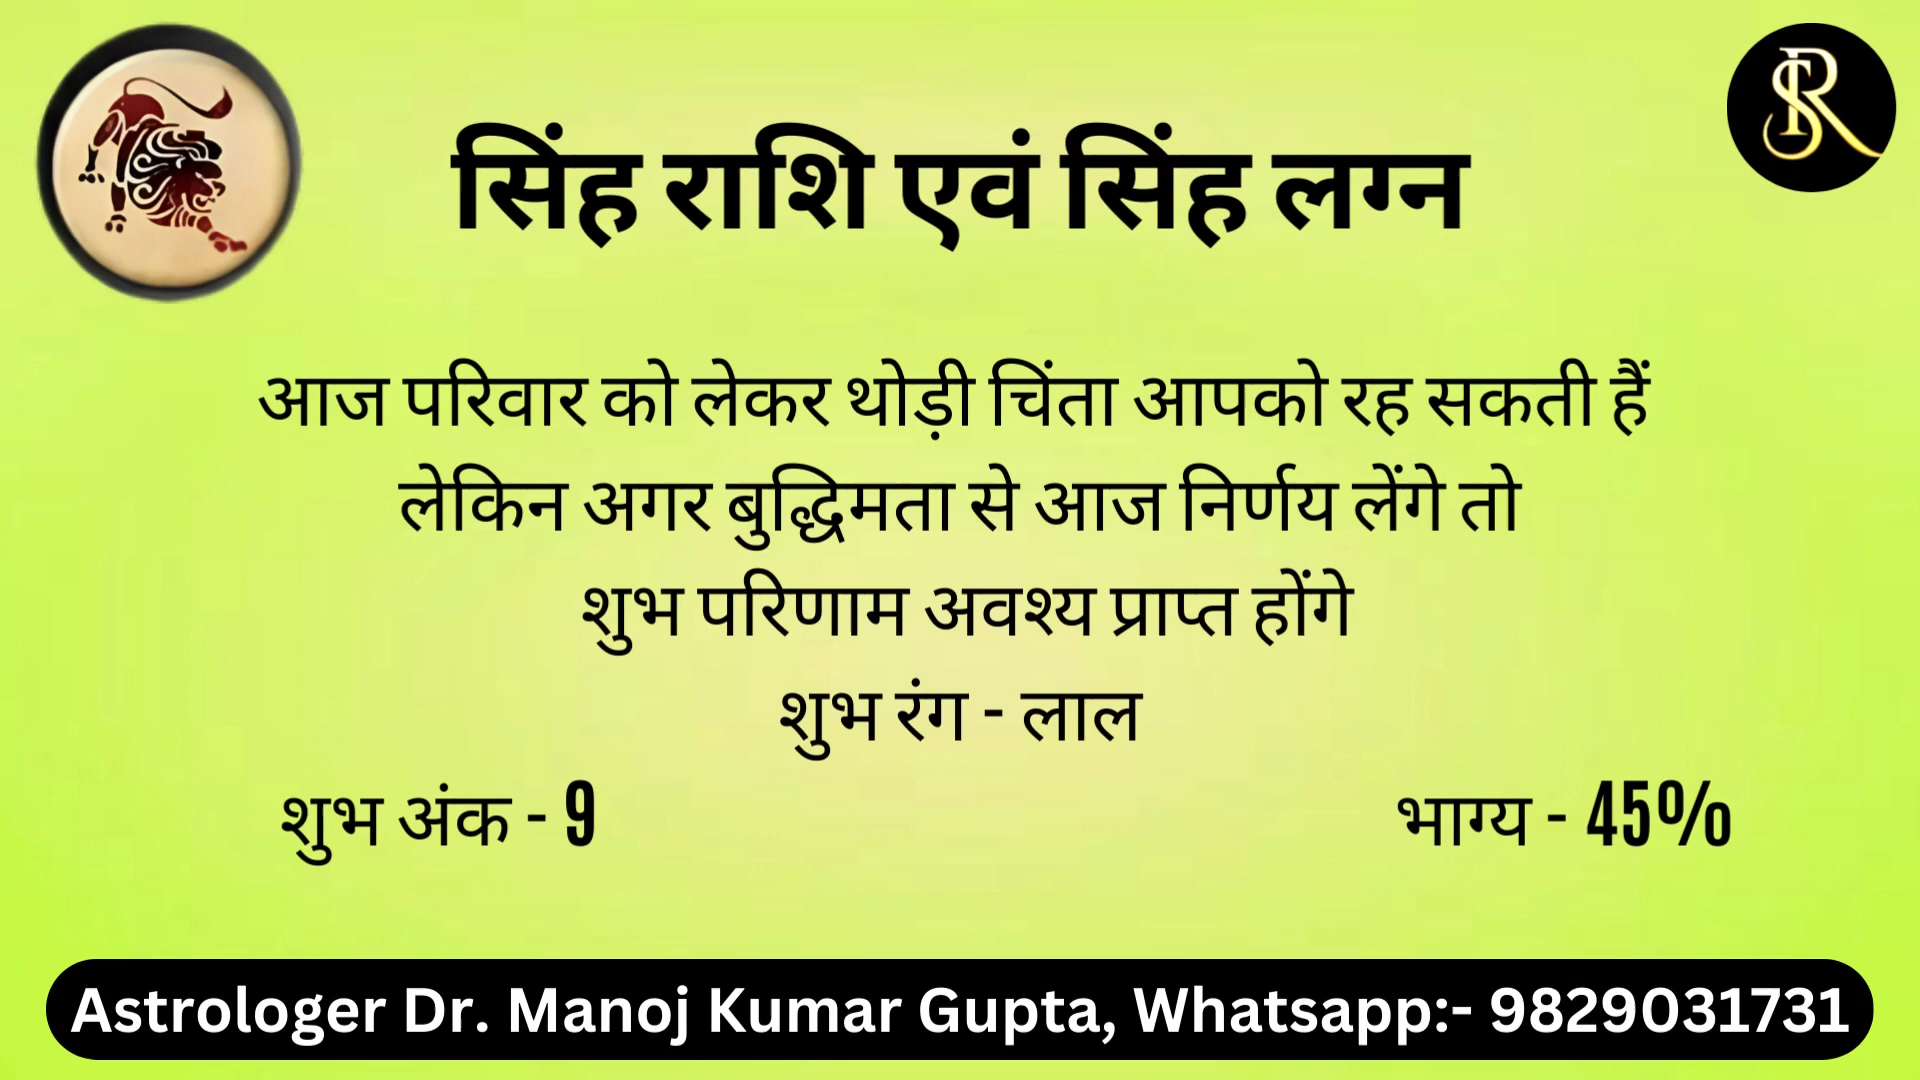 SR
सिंह राशि एवं सिंह लग्न
आज परिवार को लेकर थोड़ी चिंता आपको रह सकती हैं
लेकिन अगर बुद्धिमता से आज निर्णय लेंगे तो
शुभ परिणाम अवश्य प्राप्त होंगे
शुभ रंग - लाल
शुभ अंक - 9 भाग्य - 45%
Astrologer Dr. Manoj Kumar Gupta, Whatsapp:- 9829031731